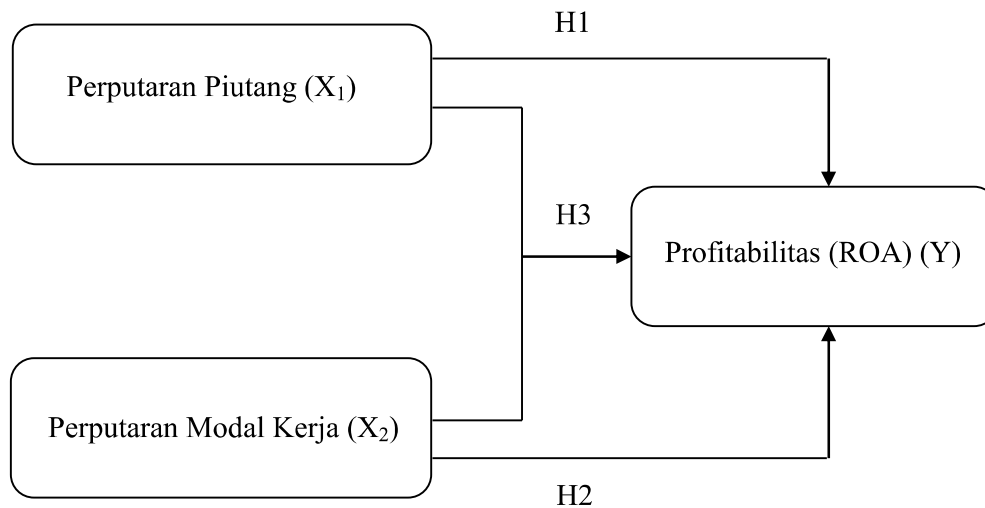 H1
Perputaran Piutang (X₁)
H3
Profitabilitas (ROA) (Y)
Perputaran Modal Kerja (X₂)
H2